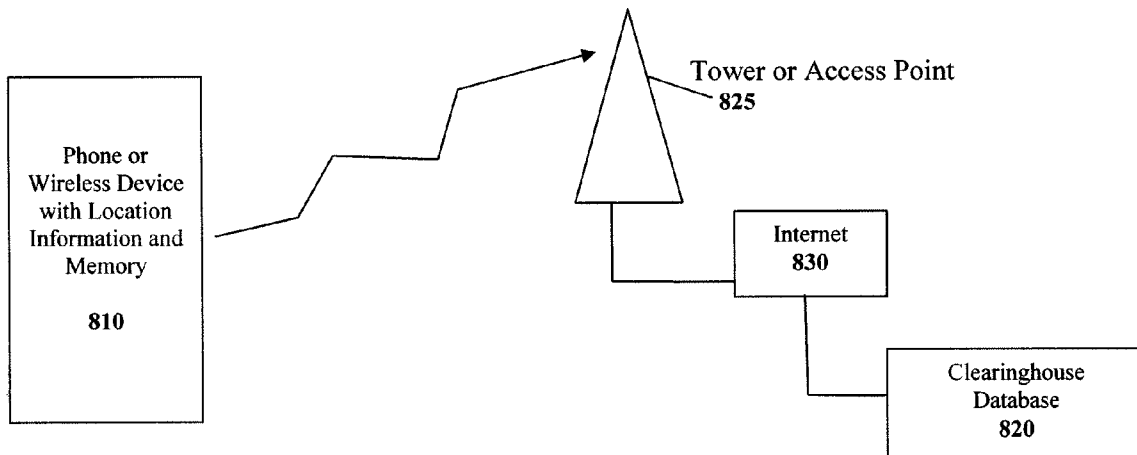 Tower or Access Point
825
Phone or
Wireless Device
with Location
Information and
Memory
810
Internet
830
Clearinghouse
Database
820